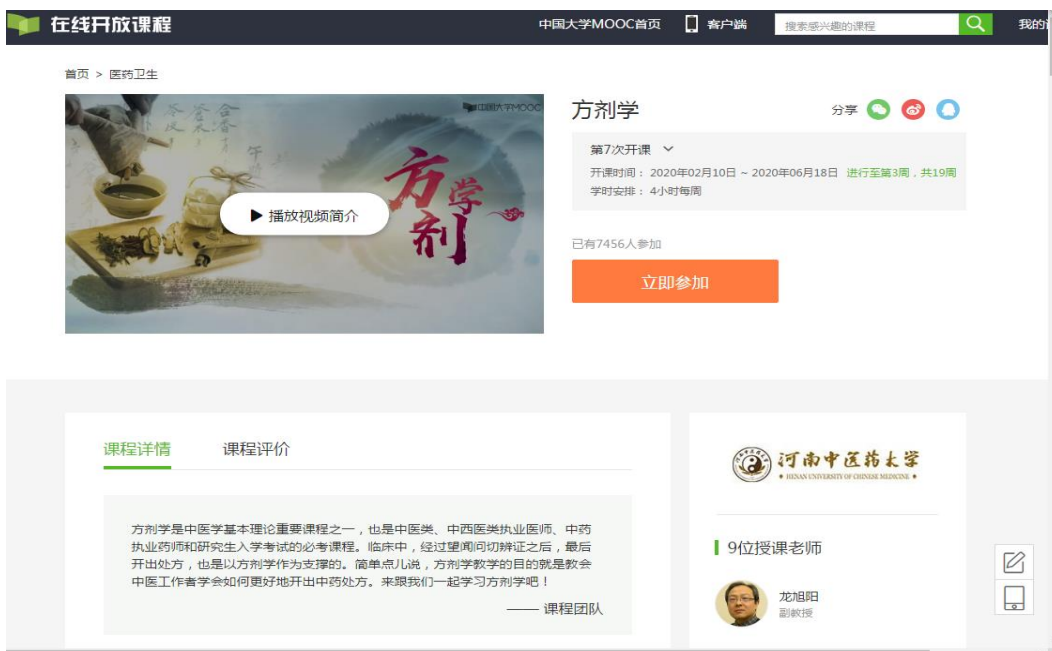 在线开放课程
中国大学MOOC首页
客户端
搜索感兴趣的课程
我的
首页 > 医药卫生
中国大学MOOC
方剂学
播放视频简介
方剂学
分享
第7次开课
开课时间： 2020年02月10日 ~ 2020年06月18日 进行至第3周，共19周
学时安排： 4小时每周
已有7456人参加
立即参加
课程详情
课程评价
方剂学是中医学基本理论重要课程之一，也是中医类、中西医类执业医师、中药
执业药师和研究生入学考试的必考课程。临床中，经过望闻问切辨证之后，最后
开出处方，也是以方剂学作为支撑的。简单点儿说，方剂学教学的目的就是教会
中医工作者学会如何更好地开出中药处方。来跟我们一起学习方剂学吧！
—— 课程团队
河南中医药大学
HENAN UNIVERSITY OF CHINESE MEDICINE
9位授课老师
龙旭阳
副教授